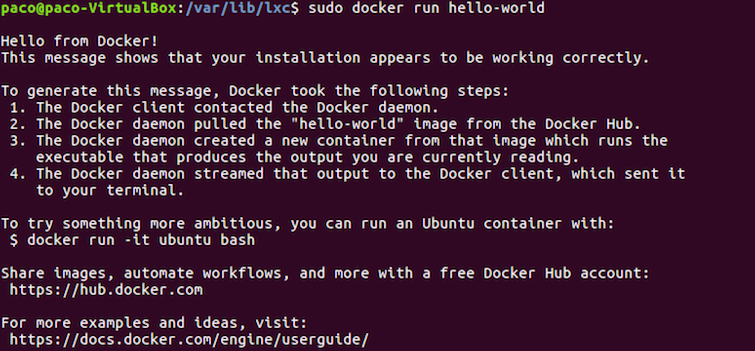 paco@paco-VirtualBox:/var/lib/lxc$ sudo docker run hello-world
Hello from Docker!
This message shows that your installation appears to be working correctly.
To generate this message, Docker took the following steps:
1. The Docker client contacted the Docker daemon.
2. The Docker daemon pulled the "hello-world" image from the Docker Hub.
3. The Docker daemon created a new container from that image which runs the
executable that produces the output you are currently reading.
4. The Docker daemon streamed that output to the Docker client, which sent it
to your terminal.
To try something more ambitious, you can run an Ubuntu container with:
$ docker run -it ubuntu bash
Share images, automate workflows, and more with a free Docker Hub account:
https://hub.docker.com
For more examples and ideas, visit:
https://docs.docker.com/engine/userguide/